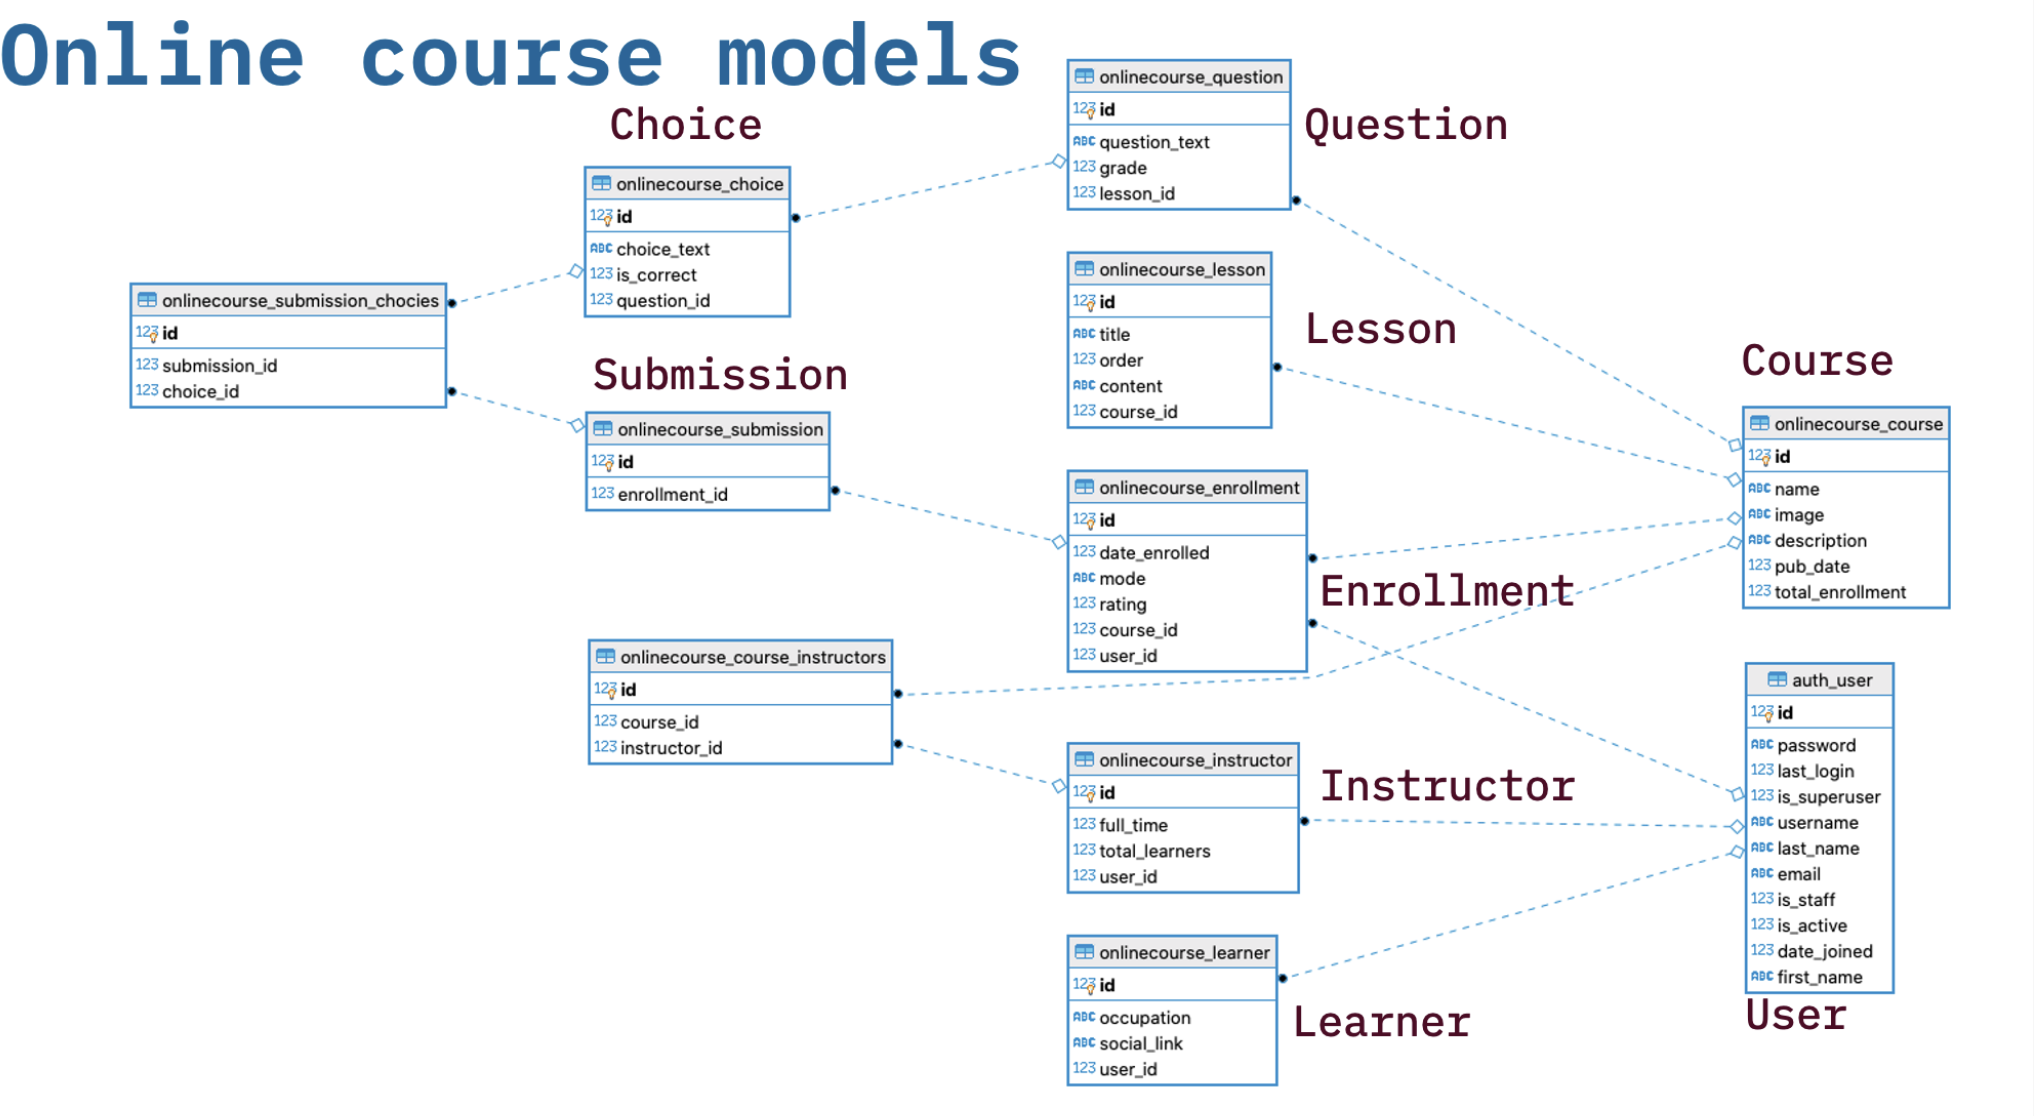 Online course models
Choice
onlinecourse_choice
123 id
ABC choice_text
123 is_correct
123 question_id
onlinecourse_submission_chocies
123 id
123 submission_id
123 choice_id
Submission
onlinecourse_submission
123 id
123 enrollment_id
onlinecourse_course_instructors
123 id
123 course_id
123 instructor_id
Question
onlinecourse_question
123 id
ABC question_text
123 grade
123 lesson_id
Lesson
onlinecourse_lesson
123 id
ABC title
123 order
ABC content
123 course_id
Enrollment
onlinecourse_enrollment
123 id
123 date_enrolled
ABC mode
123 rating
123 course_id
123 user_id
Instructor
onlinecourse_instructor
123 id
123 full_time
123 total_learners
123 user_id
Learner
onlinecourse_learner
123 id
ABC occupation
ABC social_link
123 user_id
Course
onlinecourse_course
123 id
ABC name
ABC image
ABC description
123 pub_date
123 total_enrollment
auth_user
123 id
ABC password
123 last_login
123 is_superuser
ABC username
ABC last_name
ABC email
123 is_staff
123 is_active
123 date_joined
ABC first_name
User